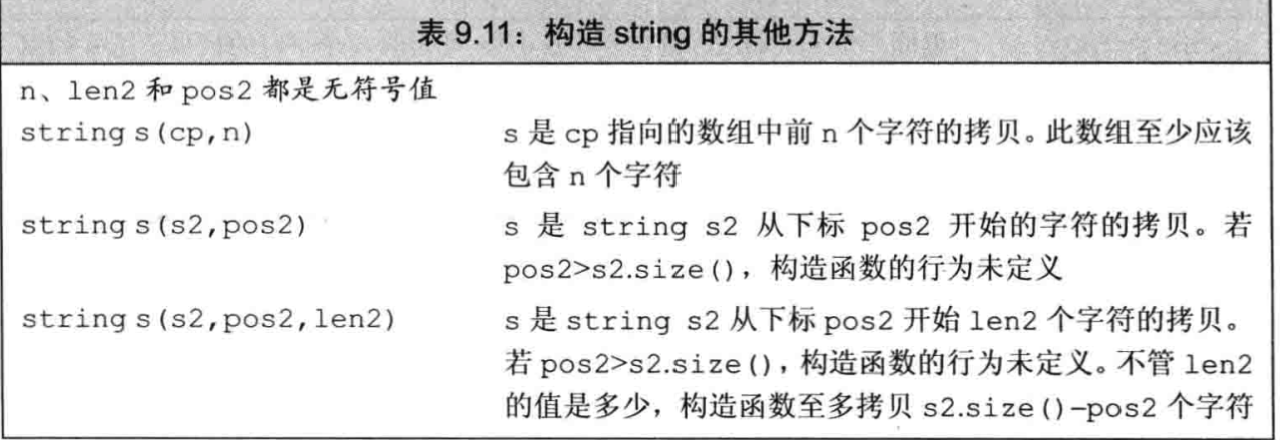 表 9.11：构造 string 的其他方法
n、len2 和 pos2 都是无符号值
string s(cp,n) s 是 cp 指向的数组中前 n 个字符的拷贝。此数组至少应该
包含 n 个字符
string s(s2,pos2) s 是 string s2 从下标 pos2 开始的字符的拷贝。若
pos2>s2.size()，构造函数的行为未定义
string s(s2,pos2,len2) s 是 string s2 从下标 pos2 开始 len2 个字符的拷贝。
若 pos2>s2.size()，构造函数的行为未定义。不管 len2
的值是多少，构造函数至多拷贝 s2.size()-pos2 个字符